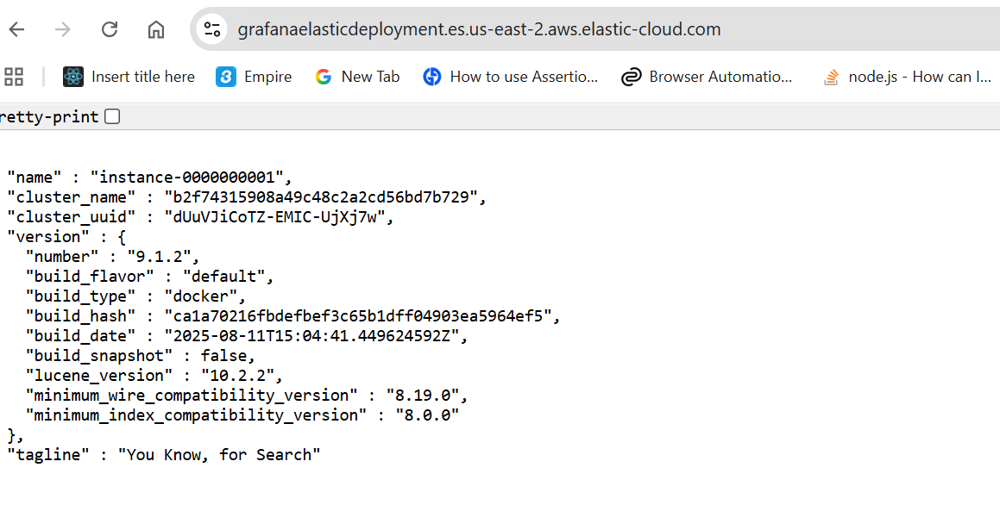 grafanaelasticdeployment.es.us-east-2.aws.elastic-cloud.com
Insert title here Empire New Tab How to use Assertio... Browser Automatio... node.js - How can I...
retty-print
"name" : "instance-0000000001",
"cluster_name" : "b2f74315908a49c48c2a2cd56bd7b729",
"cluster_uuid" : "dUuVJiCoTZ-EMIC-UjXj7w",
"version" : {
"number" : "9.1.2",
"build_flavor" : "default",
"build_type" : "docker",
"build_hash" : "ca1a70216fbdefbef3c65b1dff04903ea5964ef5",
"build_date" : "2025-08-11T15:04:41.449624592Z",
"build_snapshot" : false,
"lucene_version" : "10.2.2",
"minimum_wire_compatibility_version" : "8.19.0",
"minimum_index_compatibility_version" : "8.0.0"
},
"tagline" : "You Know, for Search"